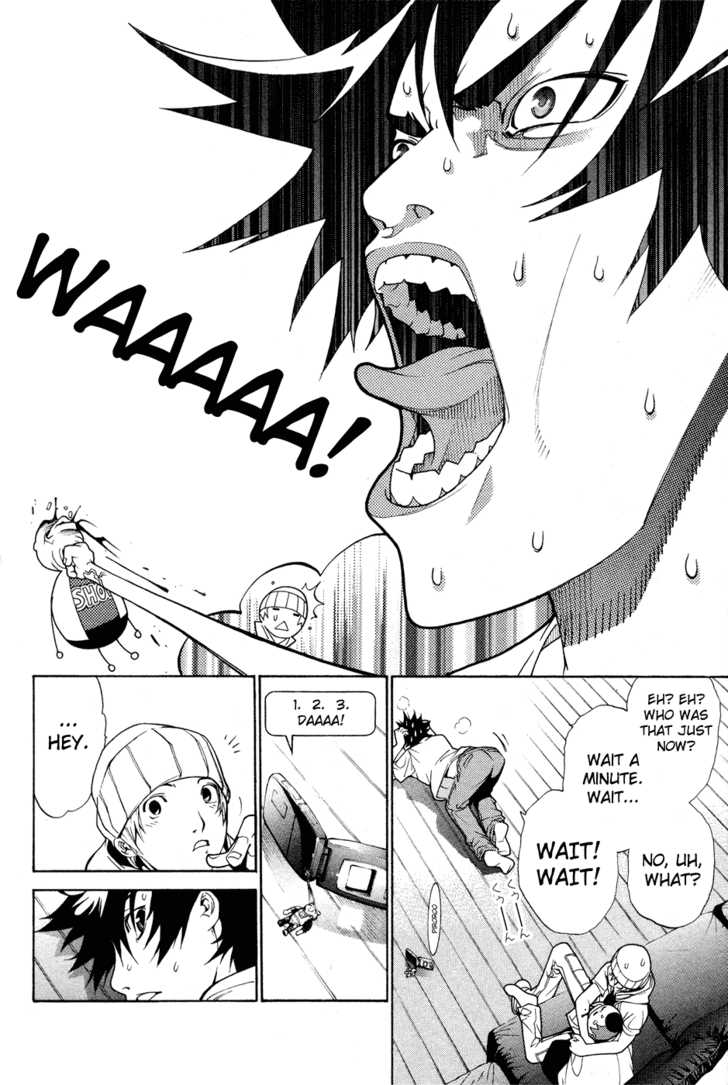 WAAAAAA!
SHO!
EH? EH?
WHO WAS
THAT JUST
NOW?
WAIT A
MINUTE.
WAIT...
NO, UH,
WHAT?
WAIT!
WAIT!
PIROROO
1. 2. 3.
DAAAA!
...
HEY.